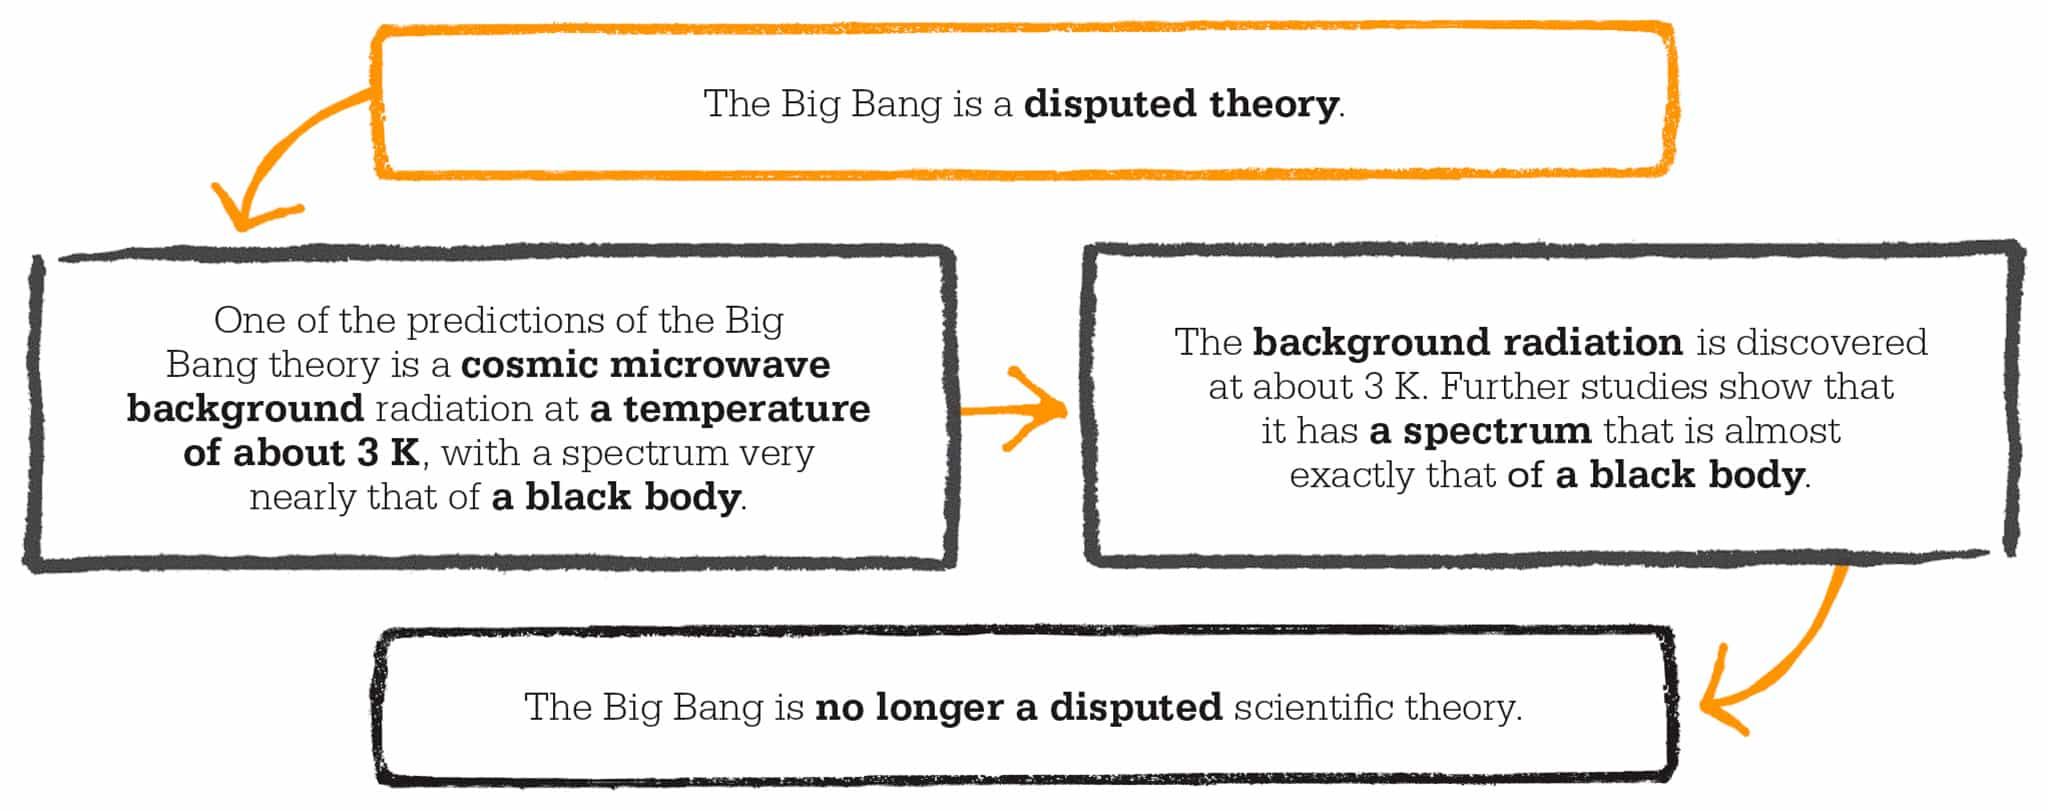 The Big Bang is a disputed theory.
One of the predictions of the Big
Bang theory is a cosmic microwave
background radiation at a temperature
of about 3 K, with a spectrum very
nearly that of a black body.
The background radiation is discovered
at about 3 K. Further studies show that
it has a spectrum that is almost
exactly that of a black body.
The Big Bang is no longer a disputed scientific theory.